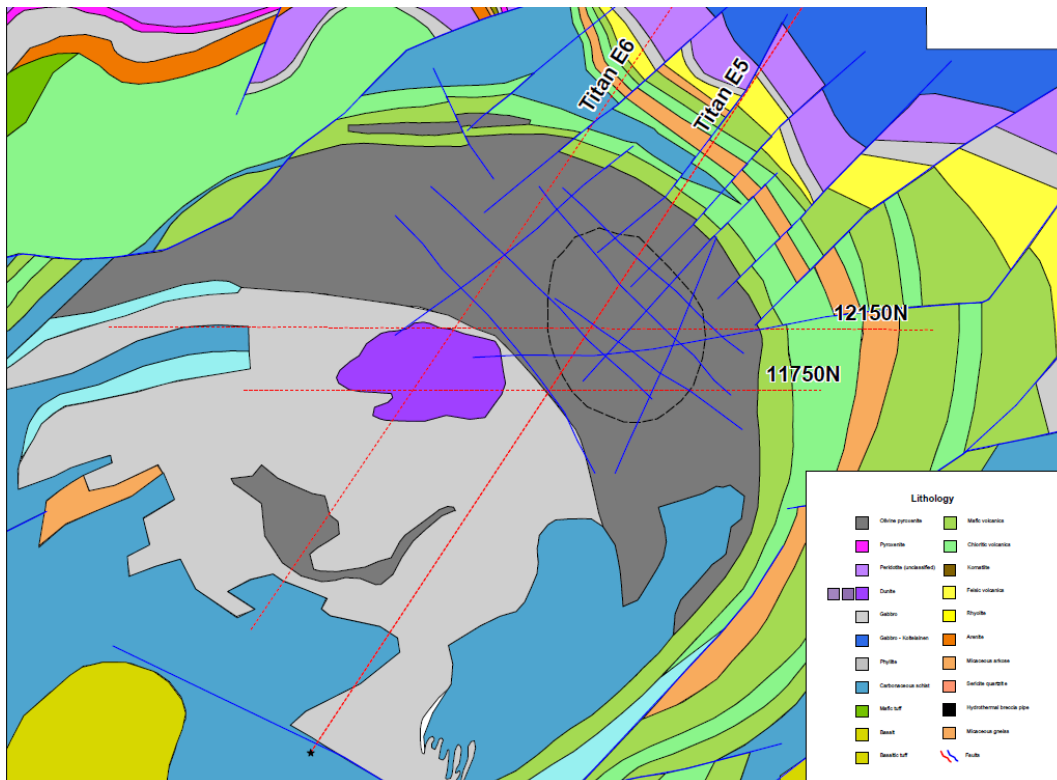 Titan E6
Titan E5
12150N
11750N
Lithology
Olivine pyroxenite
Pyroxenite
Peridotite (unclassified)
Dunite
Gabbro
Gabbro - Koitelainen
Phyllite
Carbonaceous schist
Mafic tuff
Basalt
Basaltic tuff
Mafic volcanics
Chloritic volcanics
Komatiite
Felsic volcanics
Rhyolite
Arenite
Micaceous arkose
Sericite quartzite
Hydrothermal breccia pipe
Micaceous gneiss
Faults